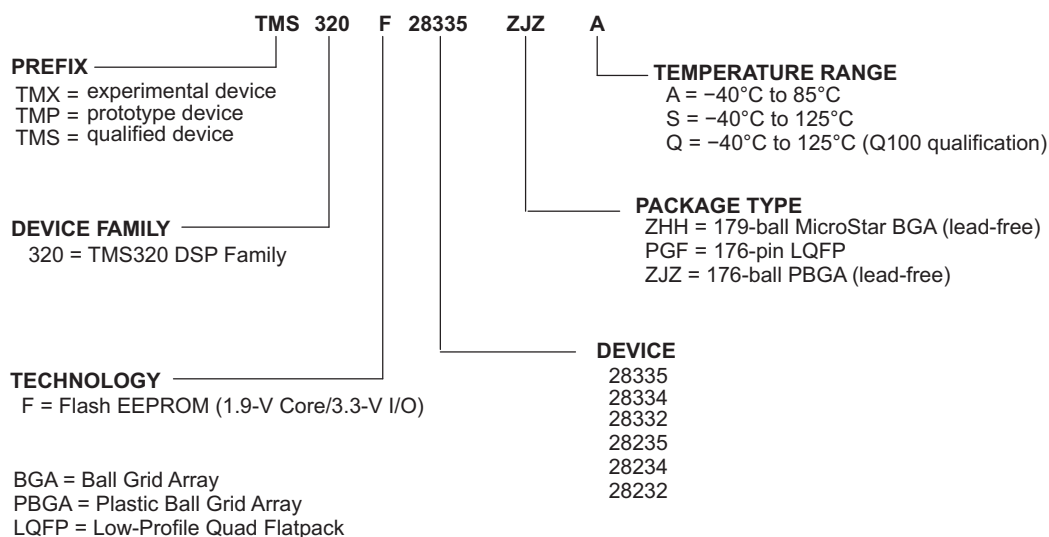 TMS 320 F 28335 ZJZ A
PREFIX
TMX = experimental device
TMP = prototype device
TMS = qualified device
TEMPERATURE RANGE
A = −40°C to 85°C
S = −40°C to 125°C
Q = −40°C to 125°C (Q100 qualification)
DEVICE FAMILY
320 = TMS320 DSP Family
PACKAGE TYPE
ZHH = 179-ball MicroStar BGA (lead-free)
PGF = 176-pin LQFP
ZJZ = 176-ball PBGA (lead-free)
TECHNOLOGY
F = Flash EEPROM (1.9-V Core/3.3-V I/O)
DEVICE
28335
28334
28332
28235
28234
28232
BGA = Ball Grid Array
PBGA = Plastic Ball Grid Array
LQFP = Low-Profile Quad Flatpack